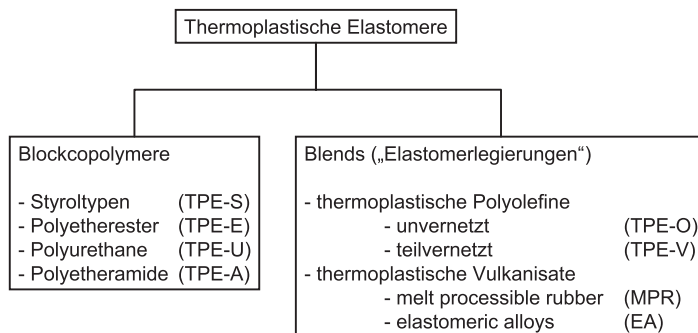 Thermoplastische Elastomere
Blockcopolymere
- Styroltypen (TPE-S)
- Polyetherester (TPE-E)
- Polyurethane (TPE-U)
- Polyetheramide (TPE-A)
Blends („Elastomerlegierungen“)
- thermoplastische Polyolefine
- unvernetzt (TPE-O)
- teilvernetzt (TPE-V)
- thermoplastische Vulkanisate
- melt processible rubber (MPR)
- elastomeric alloys (EA)